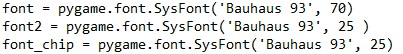 font = pygame.font.SysFont('Bauhaus 93', 70)
font2 = pygame.font.SysFont('Bauhaus 93', 25 )
font_chip = pygame.font.SysFont('Bauhaus 93', 25)